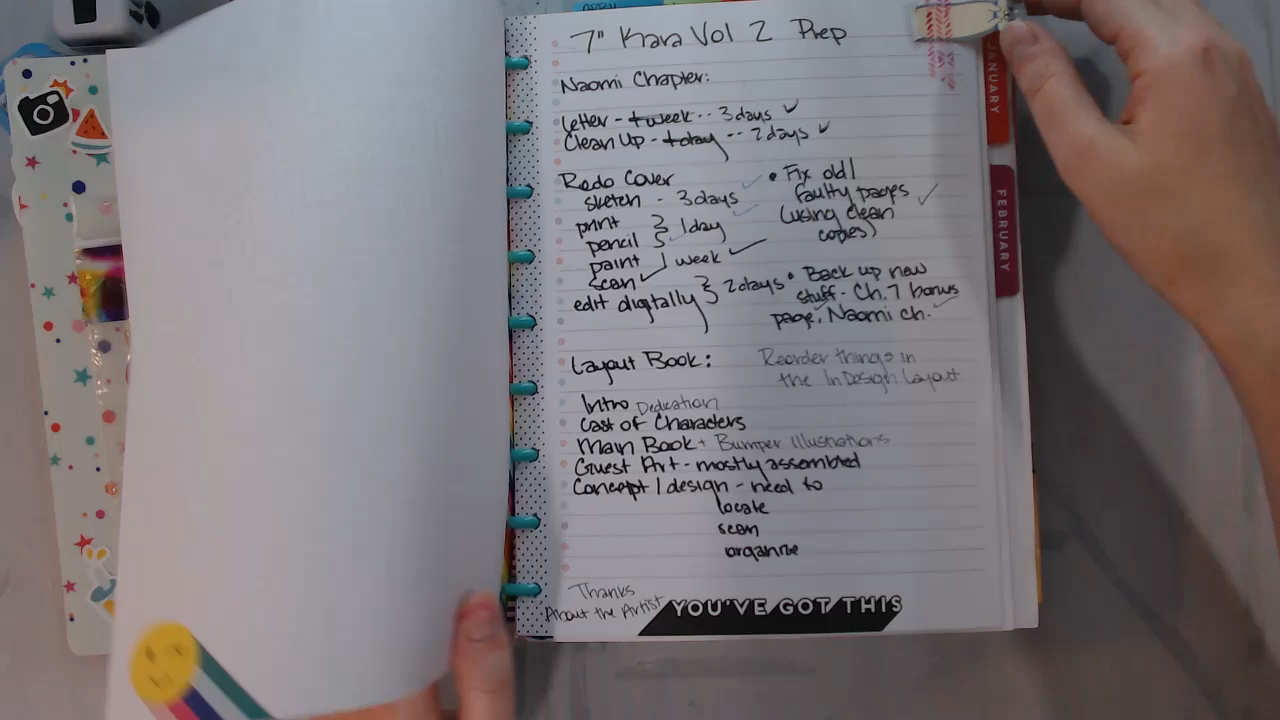 7" Kara Vol 2 Prep
Naomi Chapter:
Letter - 1 week -- 3 days ✓
Clean Up - 1 day -- 2 days ✓
Redo Cover
sketch - 3 days ✓
print } 1 day ✓
pencil
paint 1 week ✓
scan ✓ } 2 days
edit digitally
• Fix old/
faulty pages ✓
(using clean
copies)
• Back up new
stuff - Ch. 7 bonus
page, Naomi ch. ✓
Layout Book:
Reorder things in
the InDesign Layout
Intro Dedication
Cast of Characters
Main Book + Bumper Illustrations
Guest Art - mostly assembled
Concept / design - need to
locate
scan
organize
Thanks
About the Artist
YOU'VE GOT THIS
JANUARY
FEBRUARY